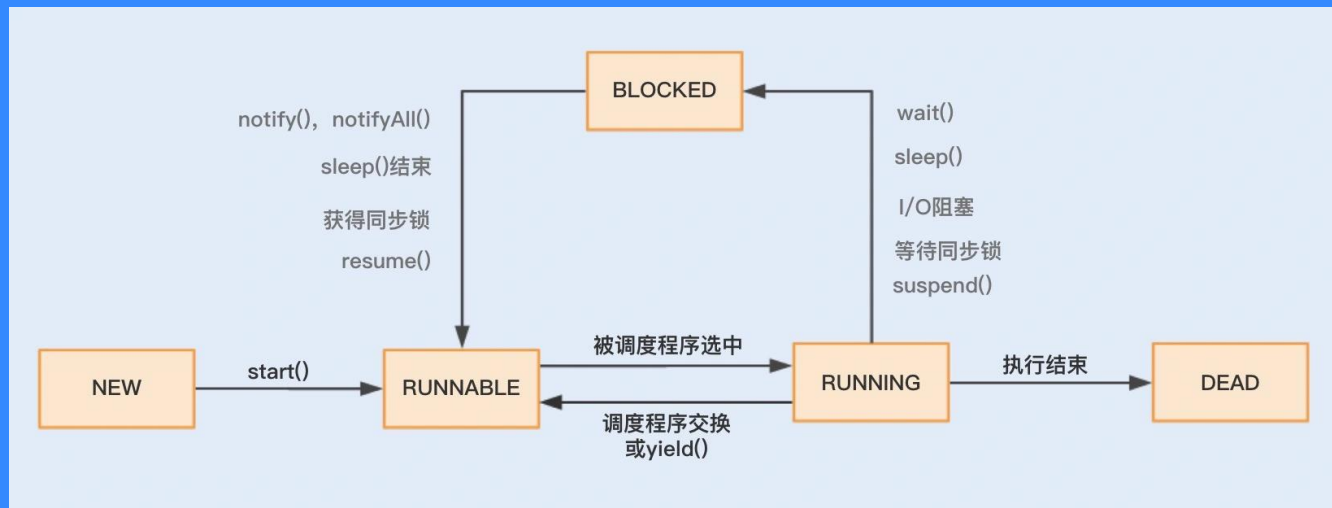 BLOCKED
notify()，notifyAll()
sleep()结束
获得同步锁
resume()
wait()
sleep()
I/O阻塞
等待同步锁
suspend()
NEW
start()
RUNNABLE
被调度程序选中
调度程序交换
或yield()
RUNNING
执行结束
DEAD